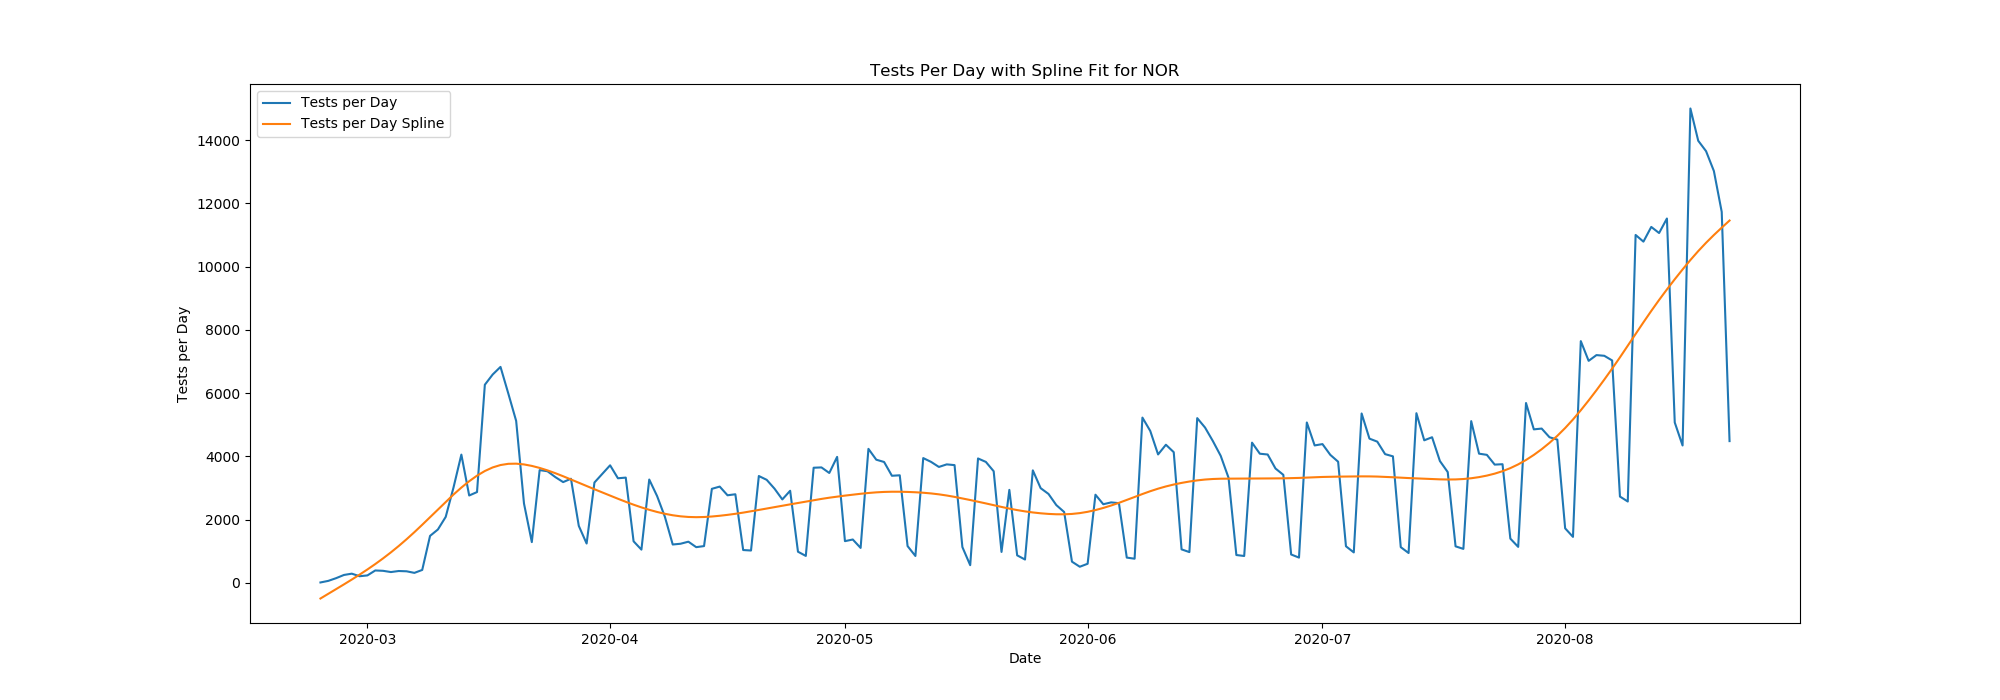 Tests Per Day with Spline Fit for NOR
Tests per Day
Tests per Day Spline
14000
12000
10000
8000
6000
4000
2000
0
Tests per Day
2020-03
2020-04
2020-05
2020-06
2020-07
2020-08
Date